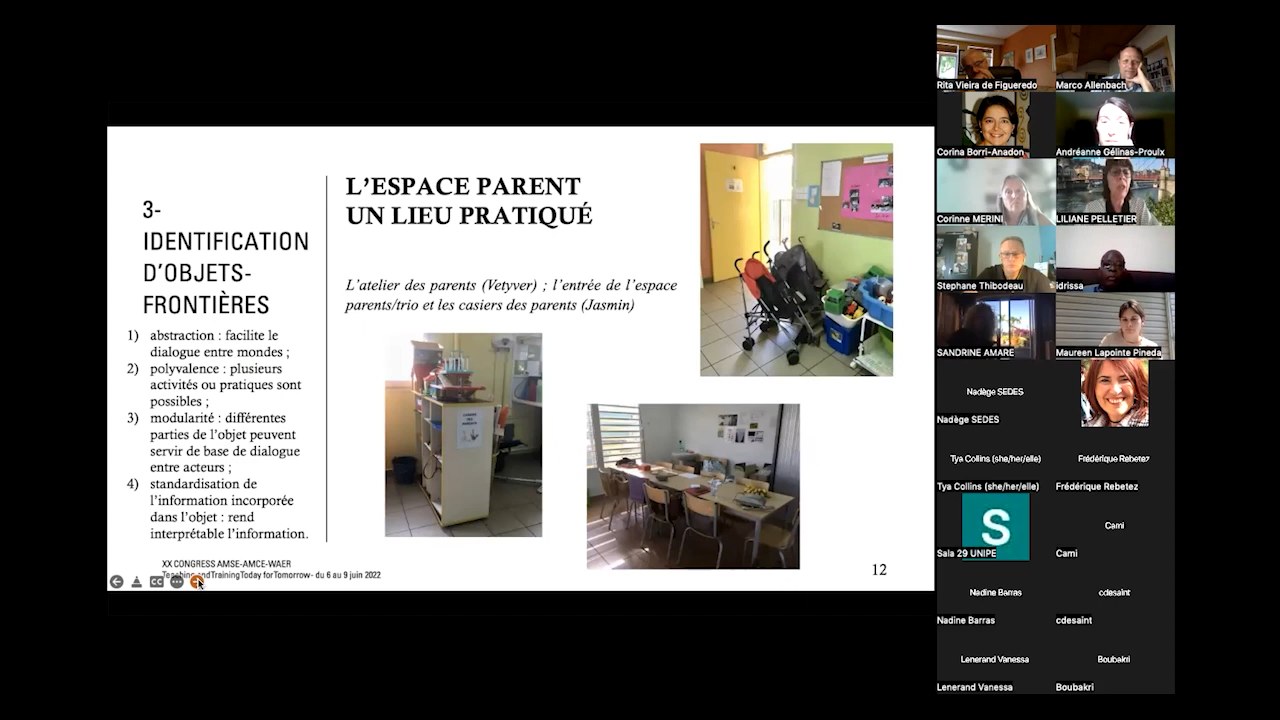 3-
IDENTIFICATION
D'OBJETS-
FRONTIÈRES
1) abstraction : facilite le
dialogue entre mondes ;
2) polyvalence : plusieurs
activités ou pratiques sont
possibles ;
3) modularité : différentes
parties de l'objet peuvent
servir de base de dialogue
entre acteurs ;
4) standardisation de
l'information incorporée
dans l'objet : rend
interprétable l'information.
L'ESPACE PARENT
UN LIEU PRATIQUÉ
L'atelier des parents (Vetyver) ; l'entrée de l'espace
parents/trio et les casiers des parents (Jasmin)
XX CONGRESS AMSE-AMCE-WAER
Teaching and Training Today for Tomorrow- du 6 au 9 juin 2022
12
CC
Rita Vieira de Figueredo
Marco Allenbach
Corina Borri-Anadon
Andréanne Gélinas-Proulx
Corinne MERINI
LILIANE PELLETIER
Stephane Thibodeau
idrissa
SANDRINE AMARE
Maureen Lapointe Pineda
Nadège SEDES
Nadège SEDES
Tya Collins (she/her/elle)
Frédérique Rebetez
Tya Collins (she/her/elle)
Frédérique Rebetez
S
Cami
Sala 29 UNIPE
Cami
Nadine Barras
cdesaint
Nadine Barras
cdesaint
Lenerand Vanessa
Boubakri
Lenerand Vanessa
Boubakri